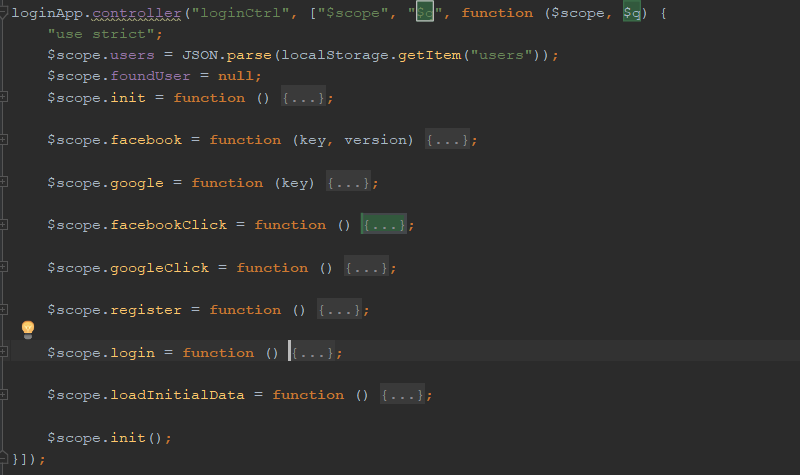 loginApp.controller("loginCtrl", ["$scope", "$q", function ($scope, $q) {
"use strict";
$scope.users = JSON.parse(localStorage.getItem("users"));
$scope.foundUser = null;
$scope.init = function () {...};
$scope.facebook = function (key, version) {...};
$scope.google = function (key) {...};
$scope.facebookClick = function () {...};
$scope.googleClick = function () {...};
$scope.register = function () {...};
$scope.login = function () {...};
$scope.loadInitialData = function () {...};
$scope.init();
}]);